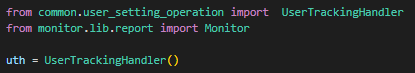 from common.user_setting_operation import  UserTrackingHandler
from monitor.lib.report import Monitor
uth = UserTrackingHandler()